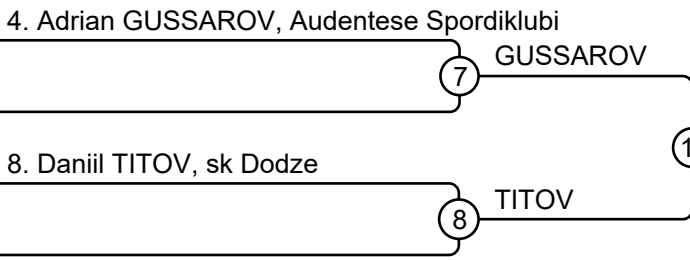 4. Adrian GUSSAROV, Audentese Spordiklubi
GUSSAROV
7
8. Daniil TITOV, sk Dodze
TITOV
8